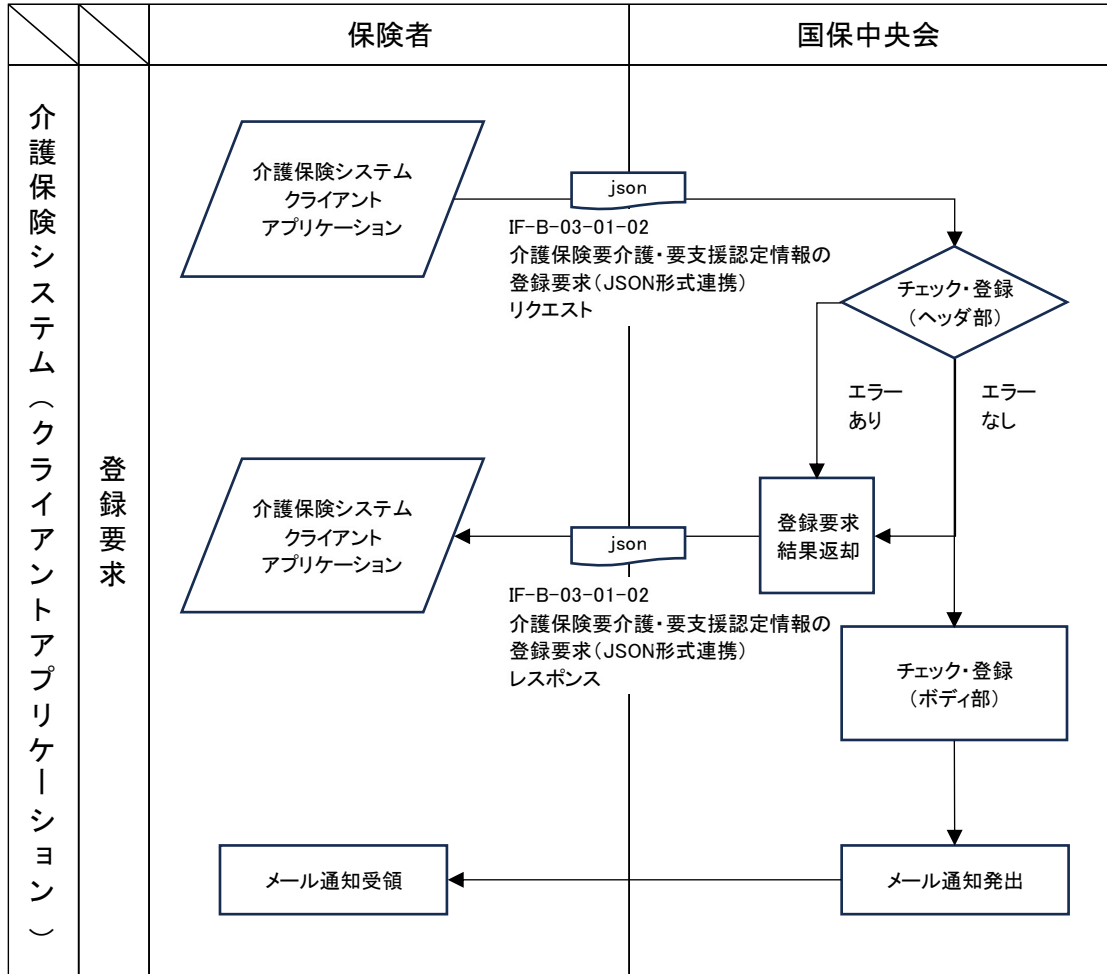 保険者
国保中央会
介護保険システム（クライアントアプリケーション）
登録要求
介護保険システム
クライアント
アプリケーション
json
IF-B-03-01-02
介護保険要介護・要支援認定情報の
登録要求（JSON形式連携）
リクエスト
チェック・登録
（ヘッダ部）
エラー
あり
エラー
なし
介護保険システム
クライアント
アプリケーション
json
登録要求
結果返却
IF-B-03-01-02
介護保険要介護・要支援認定情報の
登録要求（JSON形式連携）
レスポンス
チェック・登録
（ボディ部）
メール通知受領
メール通知発出